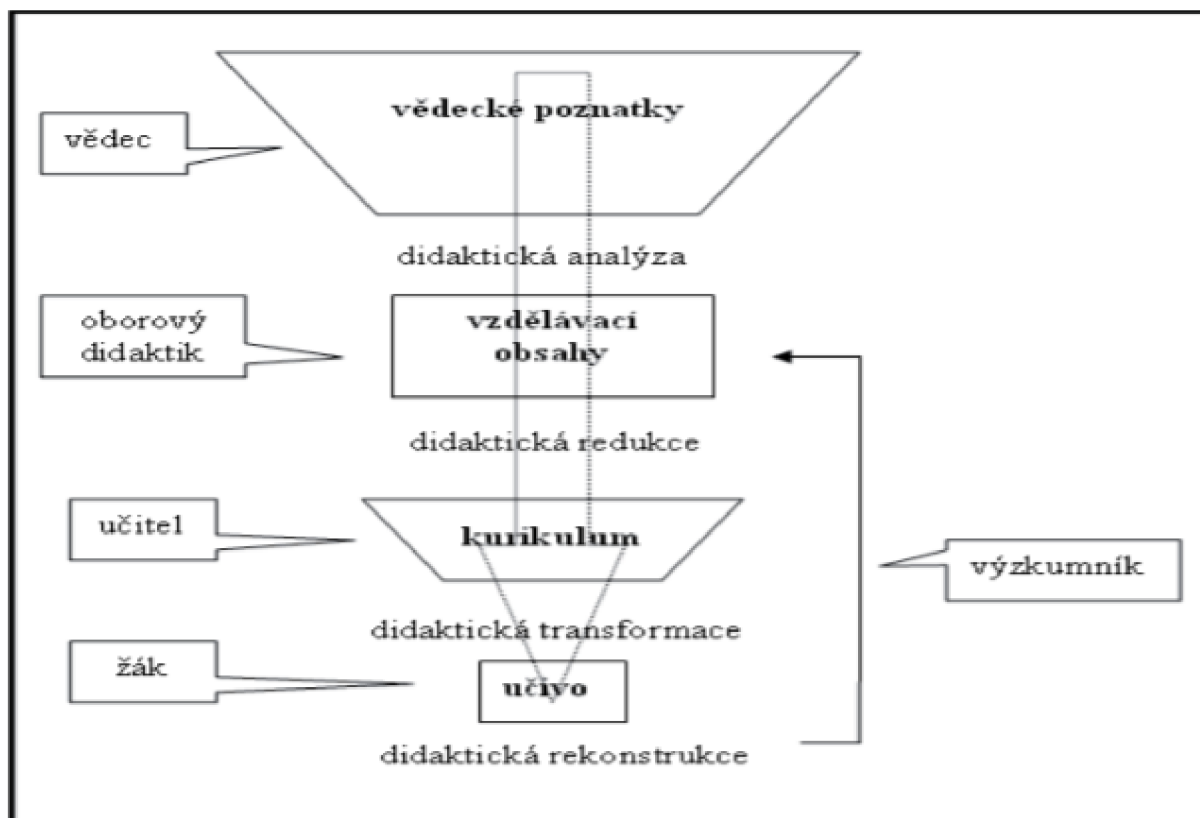 vědecké poznatky
vědec
didaktická analýza
oborový
didaktik
vzdělávací
obsahy
didaktická redukce
učitel
kurikulum
výzkumník
didaktická transformace
žák
učivo
didaktická rekonstrukce